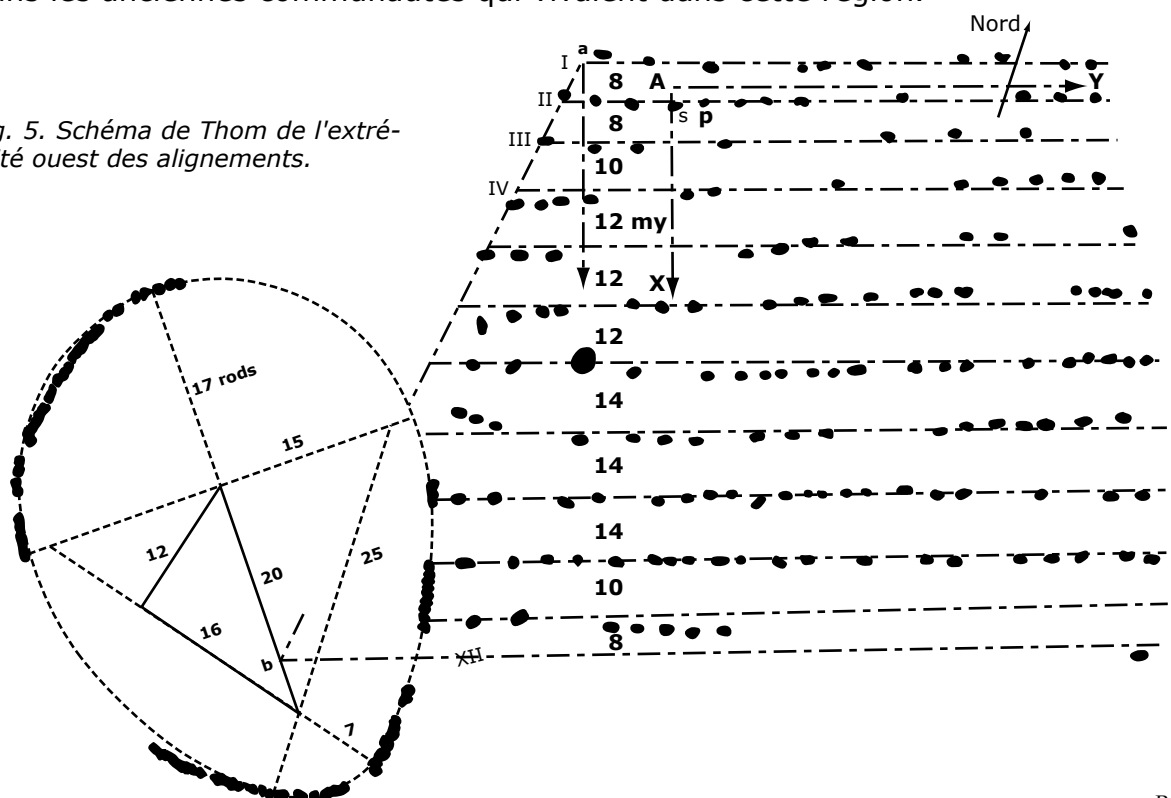 les anciennes communautés qui vivaient dans cette région.
Nord
a
I
8
A
Y
II
s p
8
Fig. 5. Schéma de Thom de l'extré-
mité ouest des alignements.
III
10
IV
12 my
12
X
12
17 rods
14
15
14
12
25
14
20
10
16
8
b
XII
7